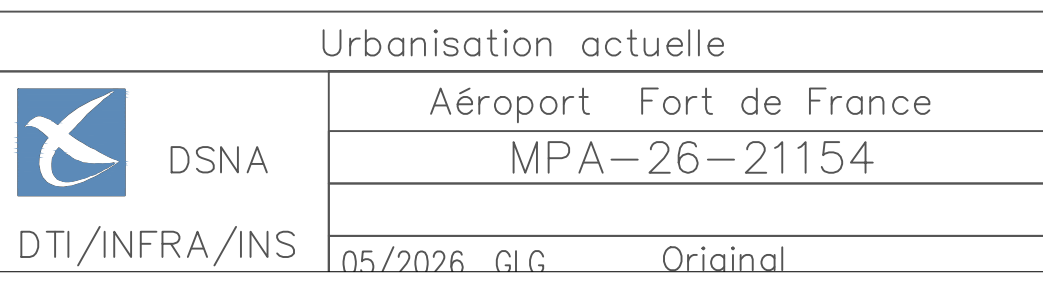 Urbanisation actuelle
Aéroport Fort de France
DSNA
MPA-26-21154
DTI/INFRA/INS
05/2026 GLG Original